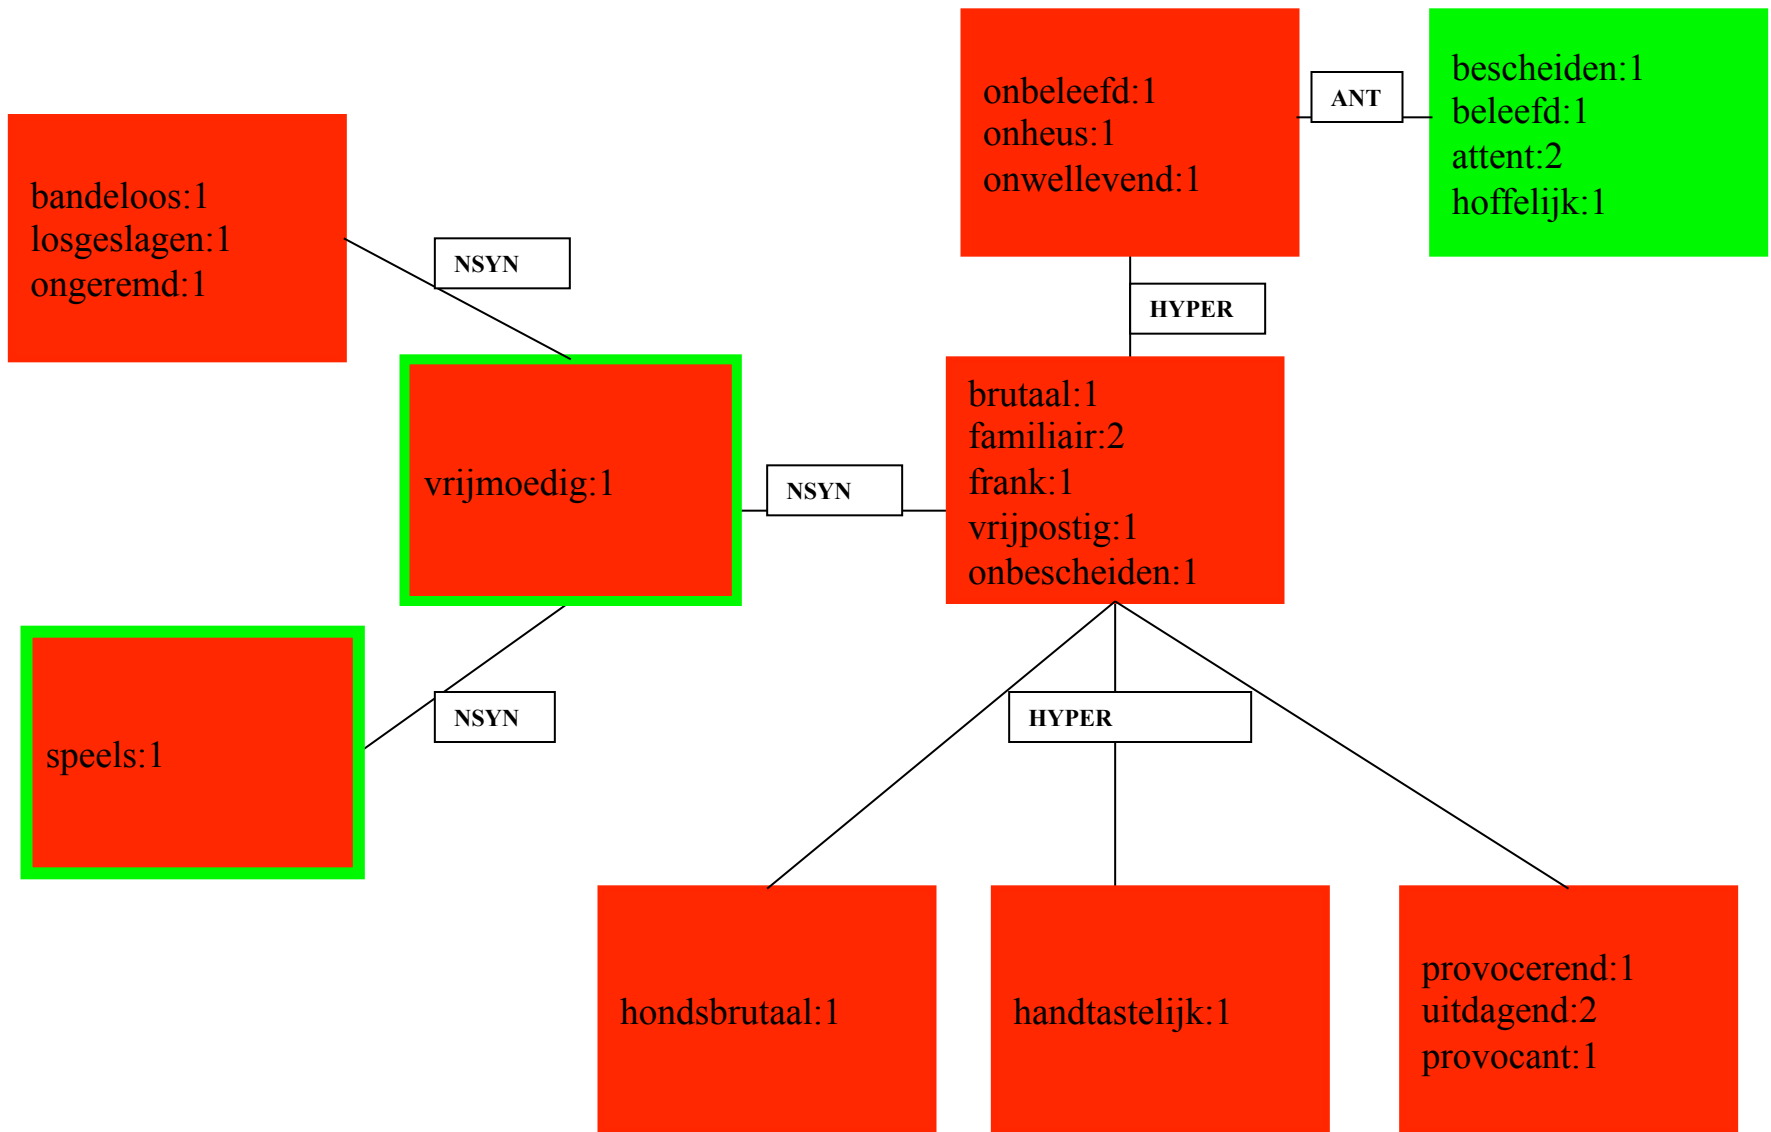 onbeleefd:1
onheus:1
onwellevend:1
ANT
bescheiden:1
beleefd:1
attent:2
hoffelijk:1
bandeloos:1
losgeslagen:1
ongeremd:1
NSYN
HYPER
vrijmoedig:1
NSYN
brutaal:1
familiair:2
frank:1
vrijpostig:1
onbescheiden:1
speels:1
NSYN
HYPER
hondsbrutaal:1
handtastelijk:1
provocerend:1
uitdagend:2
provocant:1